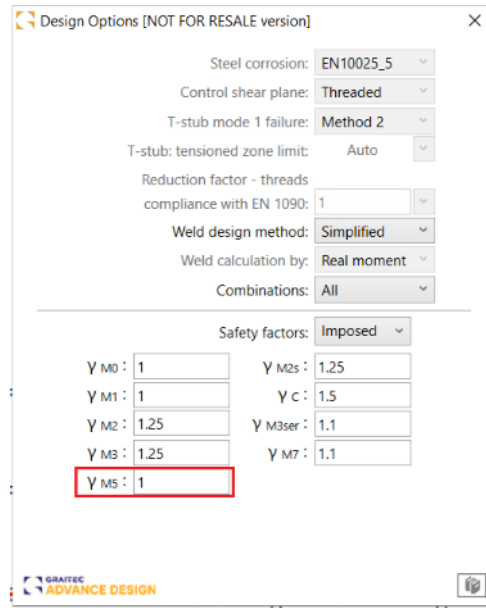 Design Options [NOT FOR RESALE version]
Steel corrosion: EN10025_5
Control shear plane: Threaded
T-stub mode 1 failure: Method 2
T-stub: tensioned zone limit: Auto
Reduction factor - threads
compliance with EN 1090: 1
Weld design method: Simplified
Weld calculation by: Real moment
Combinations: All
Safety factors: Imposed
γ M0 : 1 γ M2s : 1.25
γ M1 : 1 γ C : 1.5
γ M2 : 1.25 γ M3ser : 1.1
γ M3 : 1.25 γ M7 : 1.1
γ M5 : 1
GRAITEC
ADVANCE DESIGN